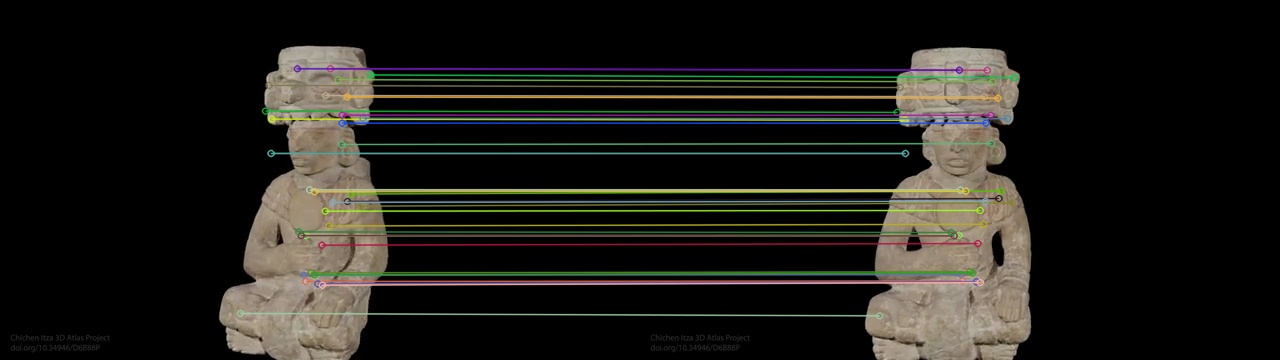 Chichen Itza 3D Atlas Project
doi.org/10.34946/D6B88P
Chichen Itza 3D Atlas Project
doi.org/10.34946/D6B88P